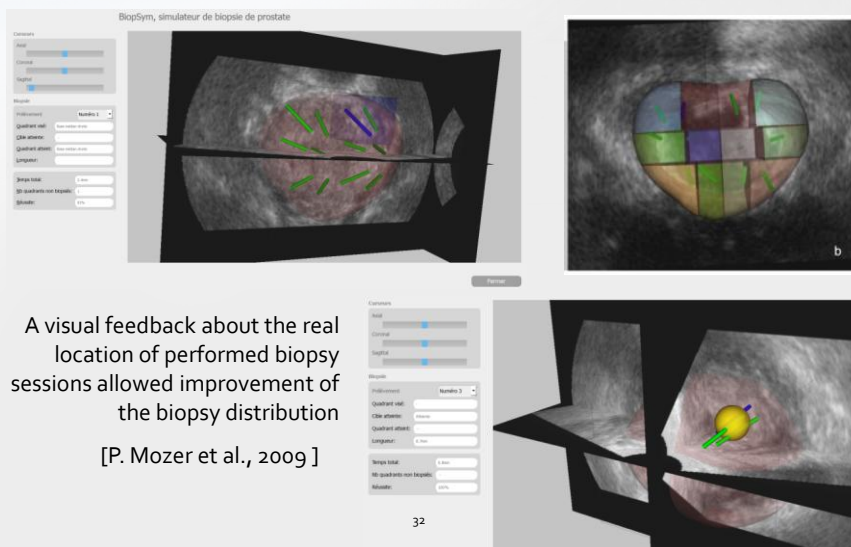 BiopSym, simulateur de biopsie de prostate
Curseurs
Axial
Coronal
Sagittal
Biopsie
Prélèvement Numéro 1
Quadrant visé:
Cible atteinte:
Quadrant atteint:
Longueur:
Temps total:
Nb quadrants non biopsiés:
Réussite:
Fermer
b
A visual feedback about the real
location of performed biopsy
sessions allowed improvement of
the biopsy distribution
[P. Mozer et al., 2009 ]
Curseurs
Axial
Coronal
Sagittal
Biopsie
Prélèvement Numéro 3
Quadrant visé:
Cible atteinte:
Quadrant atteint:
Longueur:
Temps total:
Nb quadrants non biopsiés:
Réussite: 100%
32